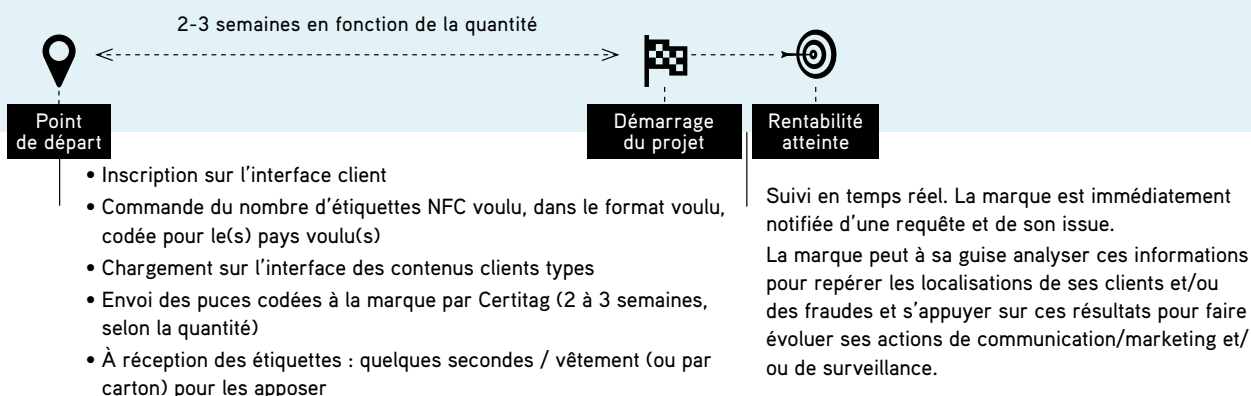 2-3 semaines en fonction de la quantité
Point
de départ
Démarrage
du projet
Rentabilité
atteinte
• Inscription sur l'interface client
• Commande du nombre d'étiquettes NFC voulu, dans le format voulu,
codée pour le(s) pays voulu(s)
• Chargement sur l'interface des contenus clients types
• Envoi des puces codées à la marque par Certitag (2 à 3 semaines,
selon la quantité)
• À réception des étiquettes : quelques secondes / vêtement (ou par
carton) pour les apposer
Suivi en temps réel. La marque est immédiatement
notifiée d'une requête et de son issue.
La marque peut à sa guise analyser ces informations
pour repérer les localisations de ses clients et/ou
des fraudes et s'appuyer sur ces résultats pour faire
évoluer ses actions de communication/marketing et/
ou de surveillance.